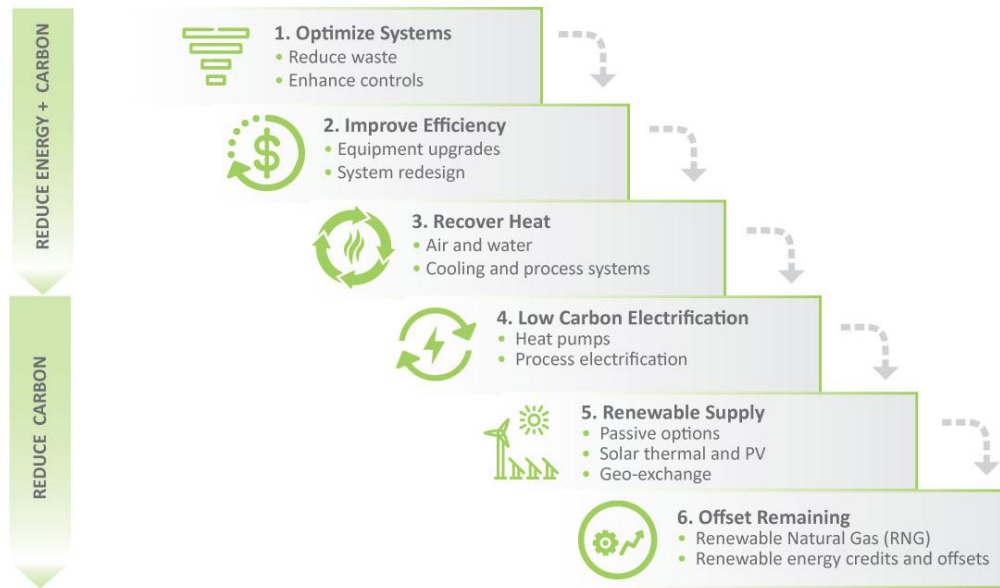 REDUCE ENERGY + CARBON
1. Optimize Systems
• Reduce waste
• Enhance controls
2. Improve Efficiency
• Equipment upgrades
• System redesign
$
3. Recover Heat
• Air and water
• Cooling and process systems
REDUCE CARBON
4. Low Carbon Electrification
• Heat pumps
• Process electrification
5. Renewable Supply
• Passive options
• Solar thermal and PV
• Geo-exchange
6. Offset Remaining
• Renewable Natural Gas (RNG)
• Renewable energy credits and offsets